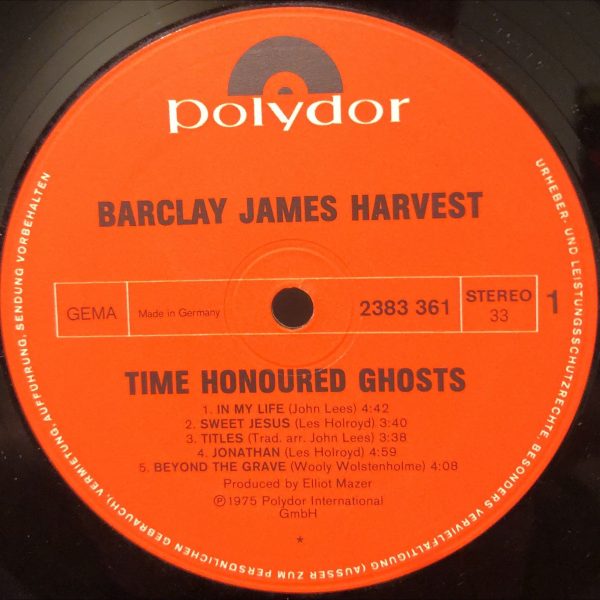 polydor
BARCLAY JAMES HARVEST
GEMA
Made in Germany
2383 361
STEREO
33
1
TIME HONOURED GHOSTS
1. IN MY LIFE (John Lees) 4:42
2. SWEET JESUS (Les Holroyd) 3:40
3. TITLES (Trad. arr. John Lees) 3:38
4. JONATHAN (Les Holroyd) 4:59
5. BEYOND THE GRAVE (Wooly Wolstenholme) 4:08
Produced by Elliot Mazer
℗1975 Polydor International
GmbH
*
URHEBER- UND LEISTUNGSSCHUTZRECHTE, BESONDERS VERVIELFÄLTIGUNG (AUSSER ZUM PERSÖNLICHEN GEBRAUCH), VERMIETUNG, AUFFÜHRUNG, SENDUNG VORBEHALTEN